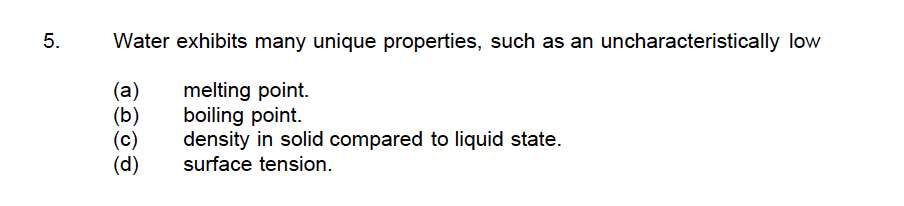 5. Water exhibits many unique properties, such as an uncharacteristically low
(a) melting point.
(b) boiling point.
(c) density in solid compared to liquid state.
(d) surface tension.